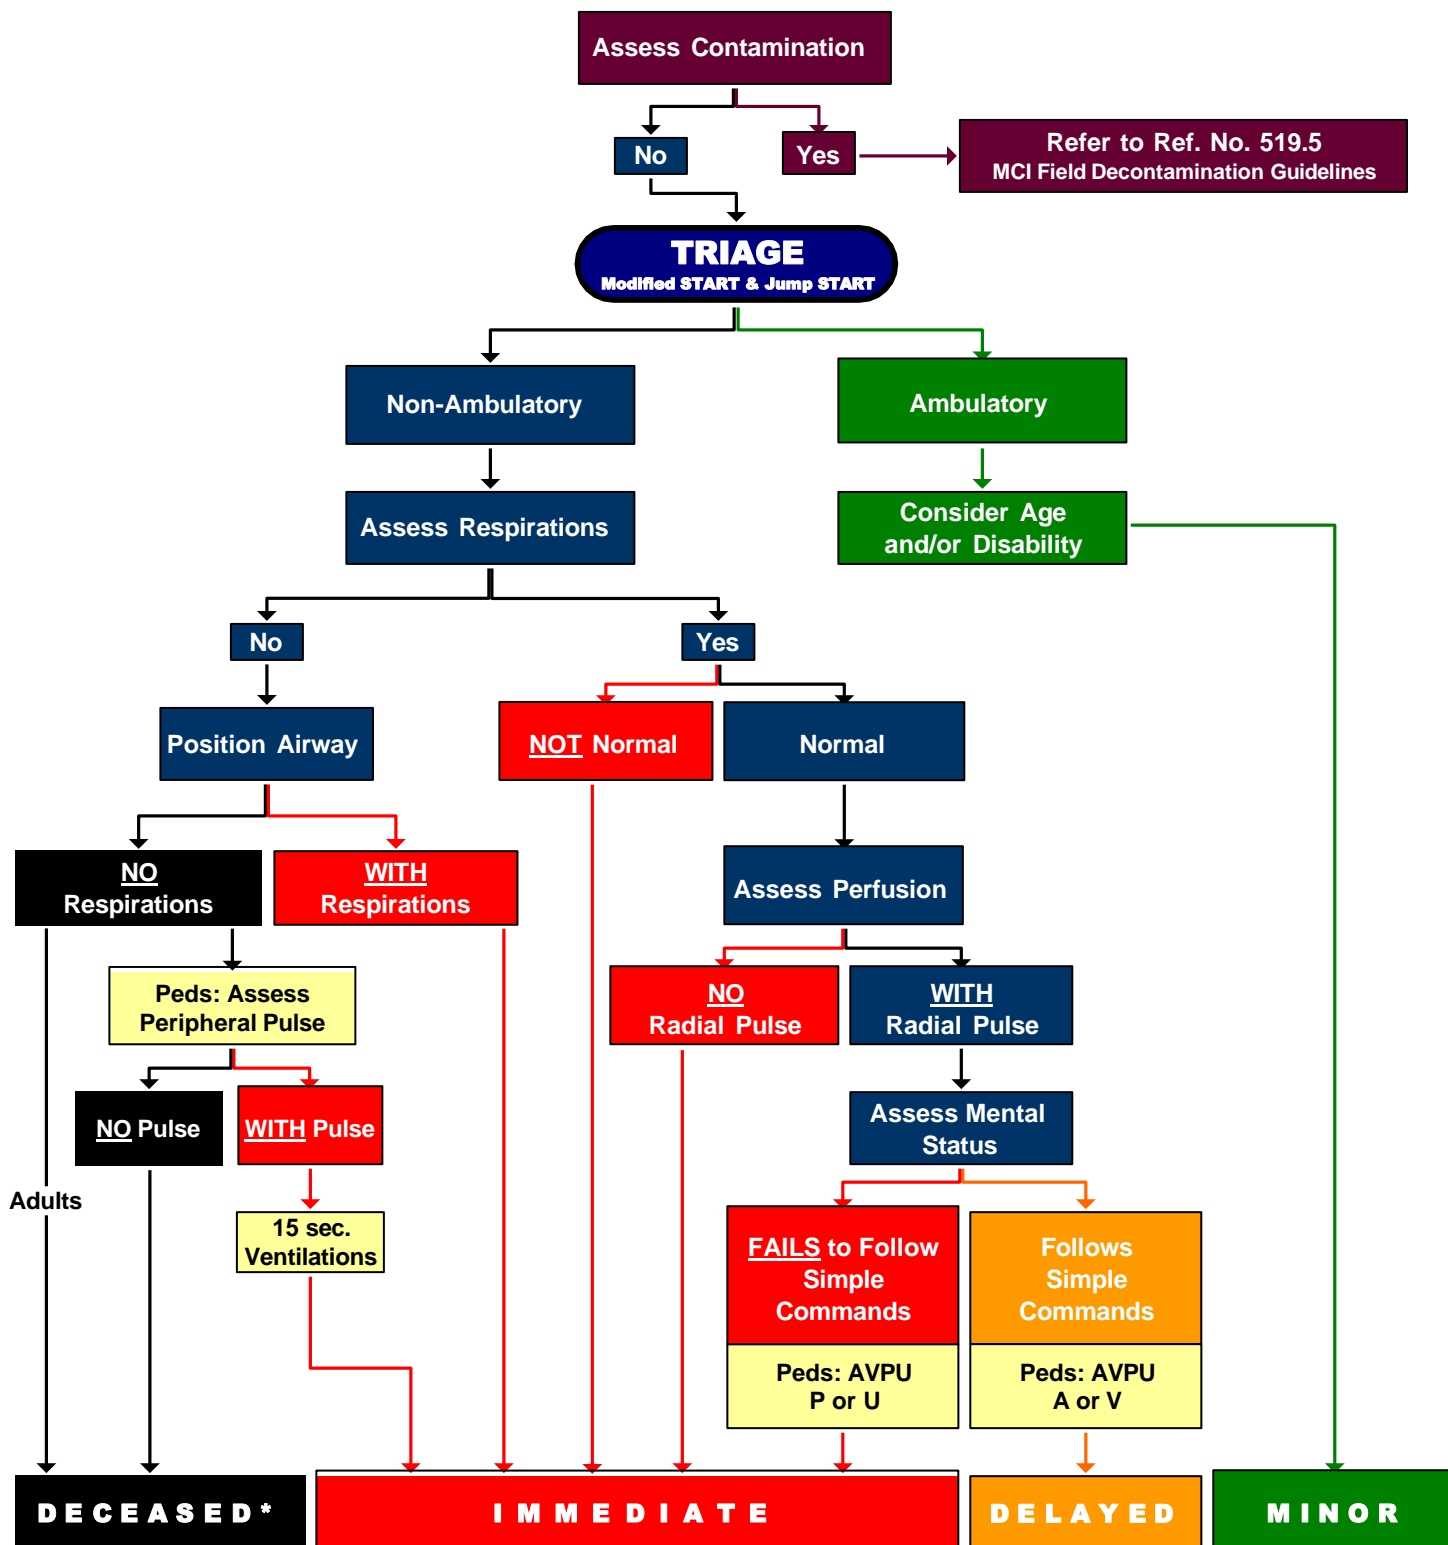 Assess Contamination
No
Yes
Refer to Ref. No. 519.5
MCI Field Decontamination Guidelines
TRIAGE
Modified START & Jump START
Non-Ambulatory
Ambulatory
Assess Respirations
Consider Age
and/or Disability
No
Yes
Position Airway
NOT Normal
Normal
NO
Respirations
WITH
Respirations
Assess Perfusion
Peds: Assess
Peripheral Pulse
NO
Radial Pulse
WITH
Radial Pulse
NO Pulse
WITH Pulse
Assess Mental
Status
Adults
15 sec.
Ventilations
FAILS to Follow
Simple
Commands
Follows
Simple
Commands
Peds: AVPU
P or U
Peds: AVPU
A or V
DECEASED*
IMMEDIATE
DELAYED
MINOR